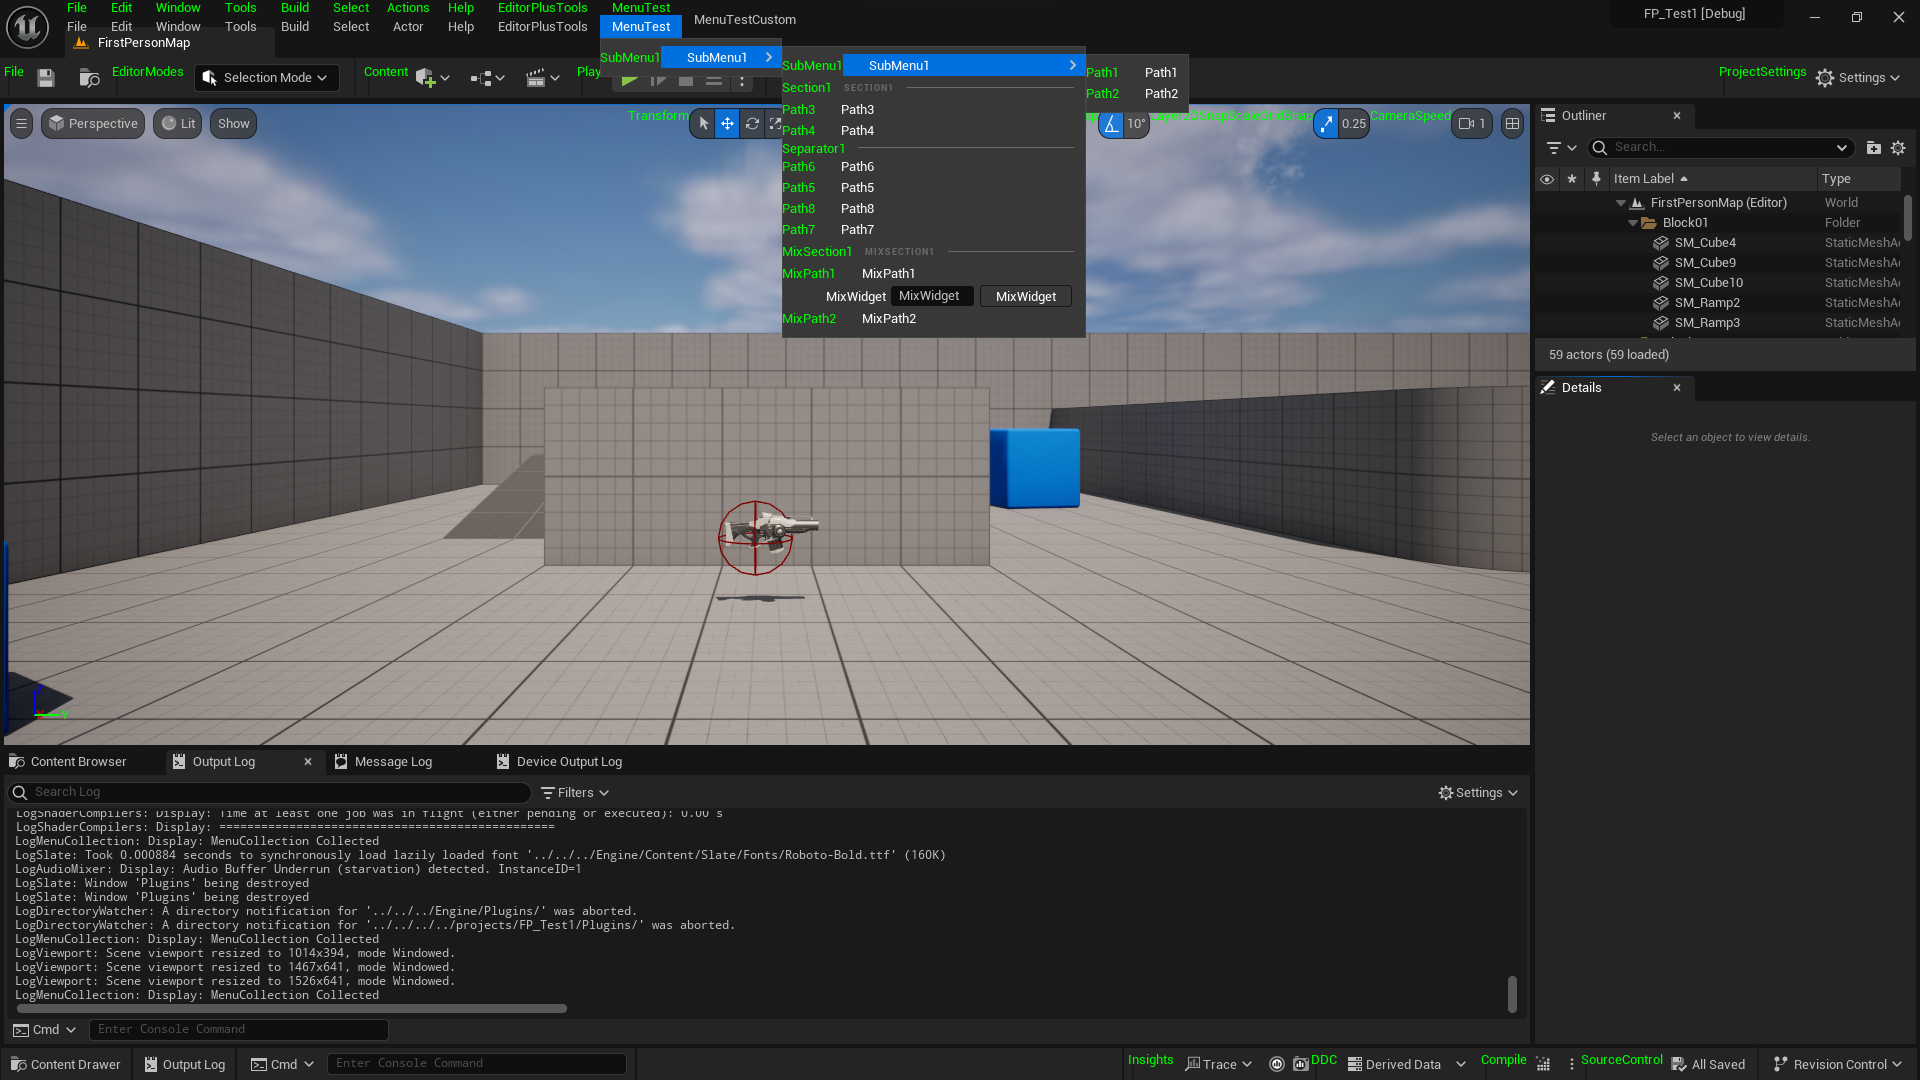 File Edit Window Tools Build Select Actions Help EditorPlusTools MenuTest
File Edit Window Tools Build Select Actor Help EditorPlusTools MenuTest MenuTestCustom
FP_Test1 [Debug]
FirstPersonMap
File EditorModes Selection Mode Content Play
ProjectSettings Settings
SubMenu1 SubMenu1
SubMenu1 SubMenu1
Section1 SECTION1
Path3 Path3
Path4 Path4
Separator1
Path6 Path6
Path5 Path5
Path8 Path8
Path7 Path7
MixSection1 MIXSECTION1
MixPath1 MixPath1
MixWidget MixWidget MixWidget
MixPath2 MixPath2
Path1 Path1
Path2 Path2
Perspective Lit Show
Transform
10° 0.25 CameraSpeed 1
Outliner
Search...
Item Label Type
FirstPersonMap (Editor) World
Block01 Folder
SM_Cube4 StaticMeshA
SM_Cube9 StaticMeshA
SM_Cube10 StaticMeshA
SM_Ramp2 StaticMeshA
SM_Ramp3 StaticMeshA
59 actors (59 loaded)
Details
Select an object to view details.
Content Browser Output Log Message Log Device Output Log
Search Log Filters Settings
LogShaderCompilers: Display: Time at least one job was in flight (either pending or executed): 0.00 s
LogShaderCompilers: Display: ================================================
LogMenuCollection: Display: MenuCollection Collected
LogSlate: Took 0.000884 seconds to synchronously load lazily loaded font '../../../Engine/Content/Slate/Fonts/Roboto-Bold.ttf' (160K)
LogAudioMixer: Display: Audio Buffer Underrun (starvation) detected. InstanceID=1
LogSlate: Window 'Plugins' being destroyed
LogSlate: Window 'Plugins' being destroyed
LogDirectoryWatcher: A directory notification for '../../../Engine/Plugins/' was aborted.
LogDirectoryWatcher: A directory notification for '../../../../projects/FP_Test1/Plugins/' was aborted.
LogMenuCollection: Display: MenuCollection Collected
LogViewport: Scene viewport resized to 1014x394, mode Windowed.
LogViewport: Scene viewport resized to 1467x641, mode Windowed.
LogViewport: Scene viewport resized to 1526x641, mode Windowed.
LogMenuCollection: Display: MenuCollection Collected
Cmd Enter Console Command
Content Drawer Output Log Cmd Enter Console Command
Insights Trace DDC Derived Data Compile SourceControl All Saved Revision Control